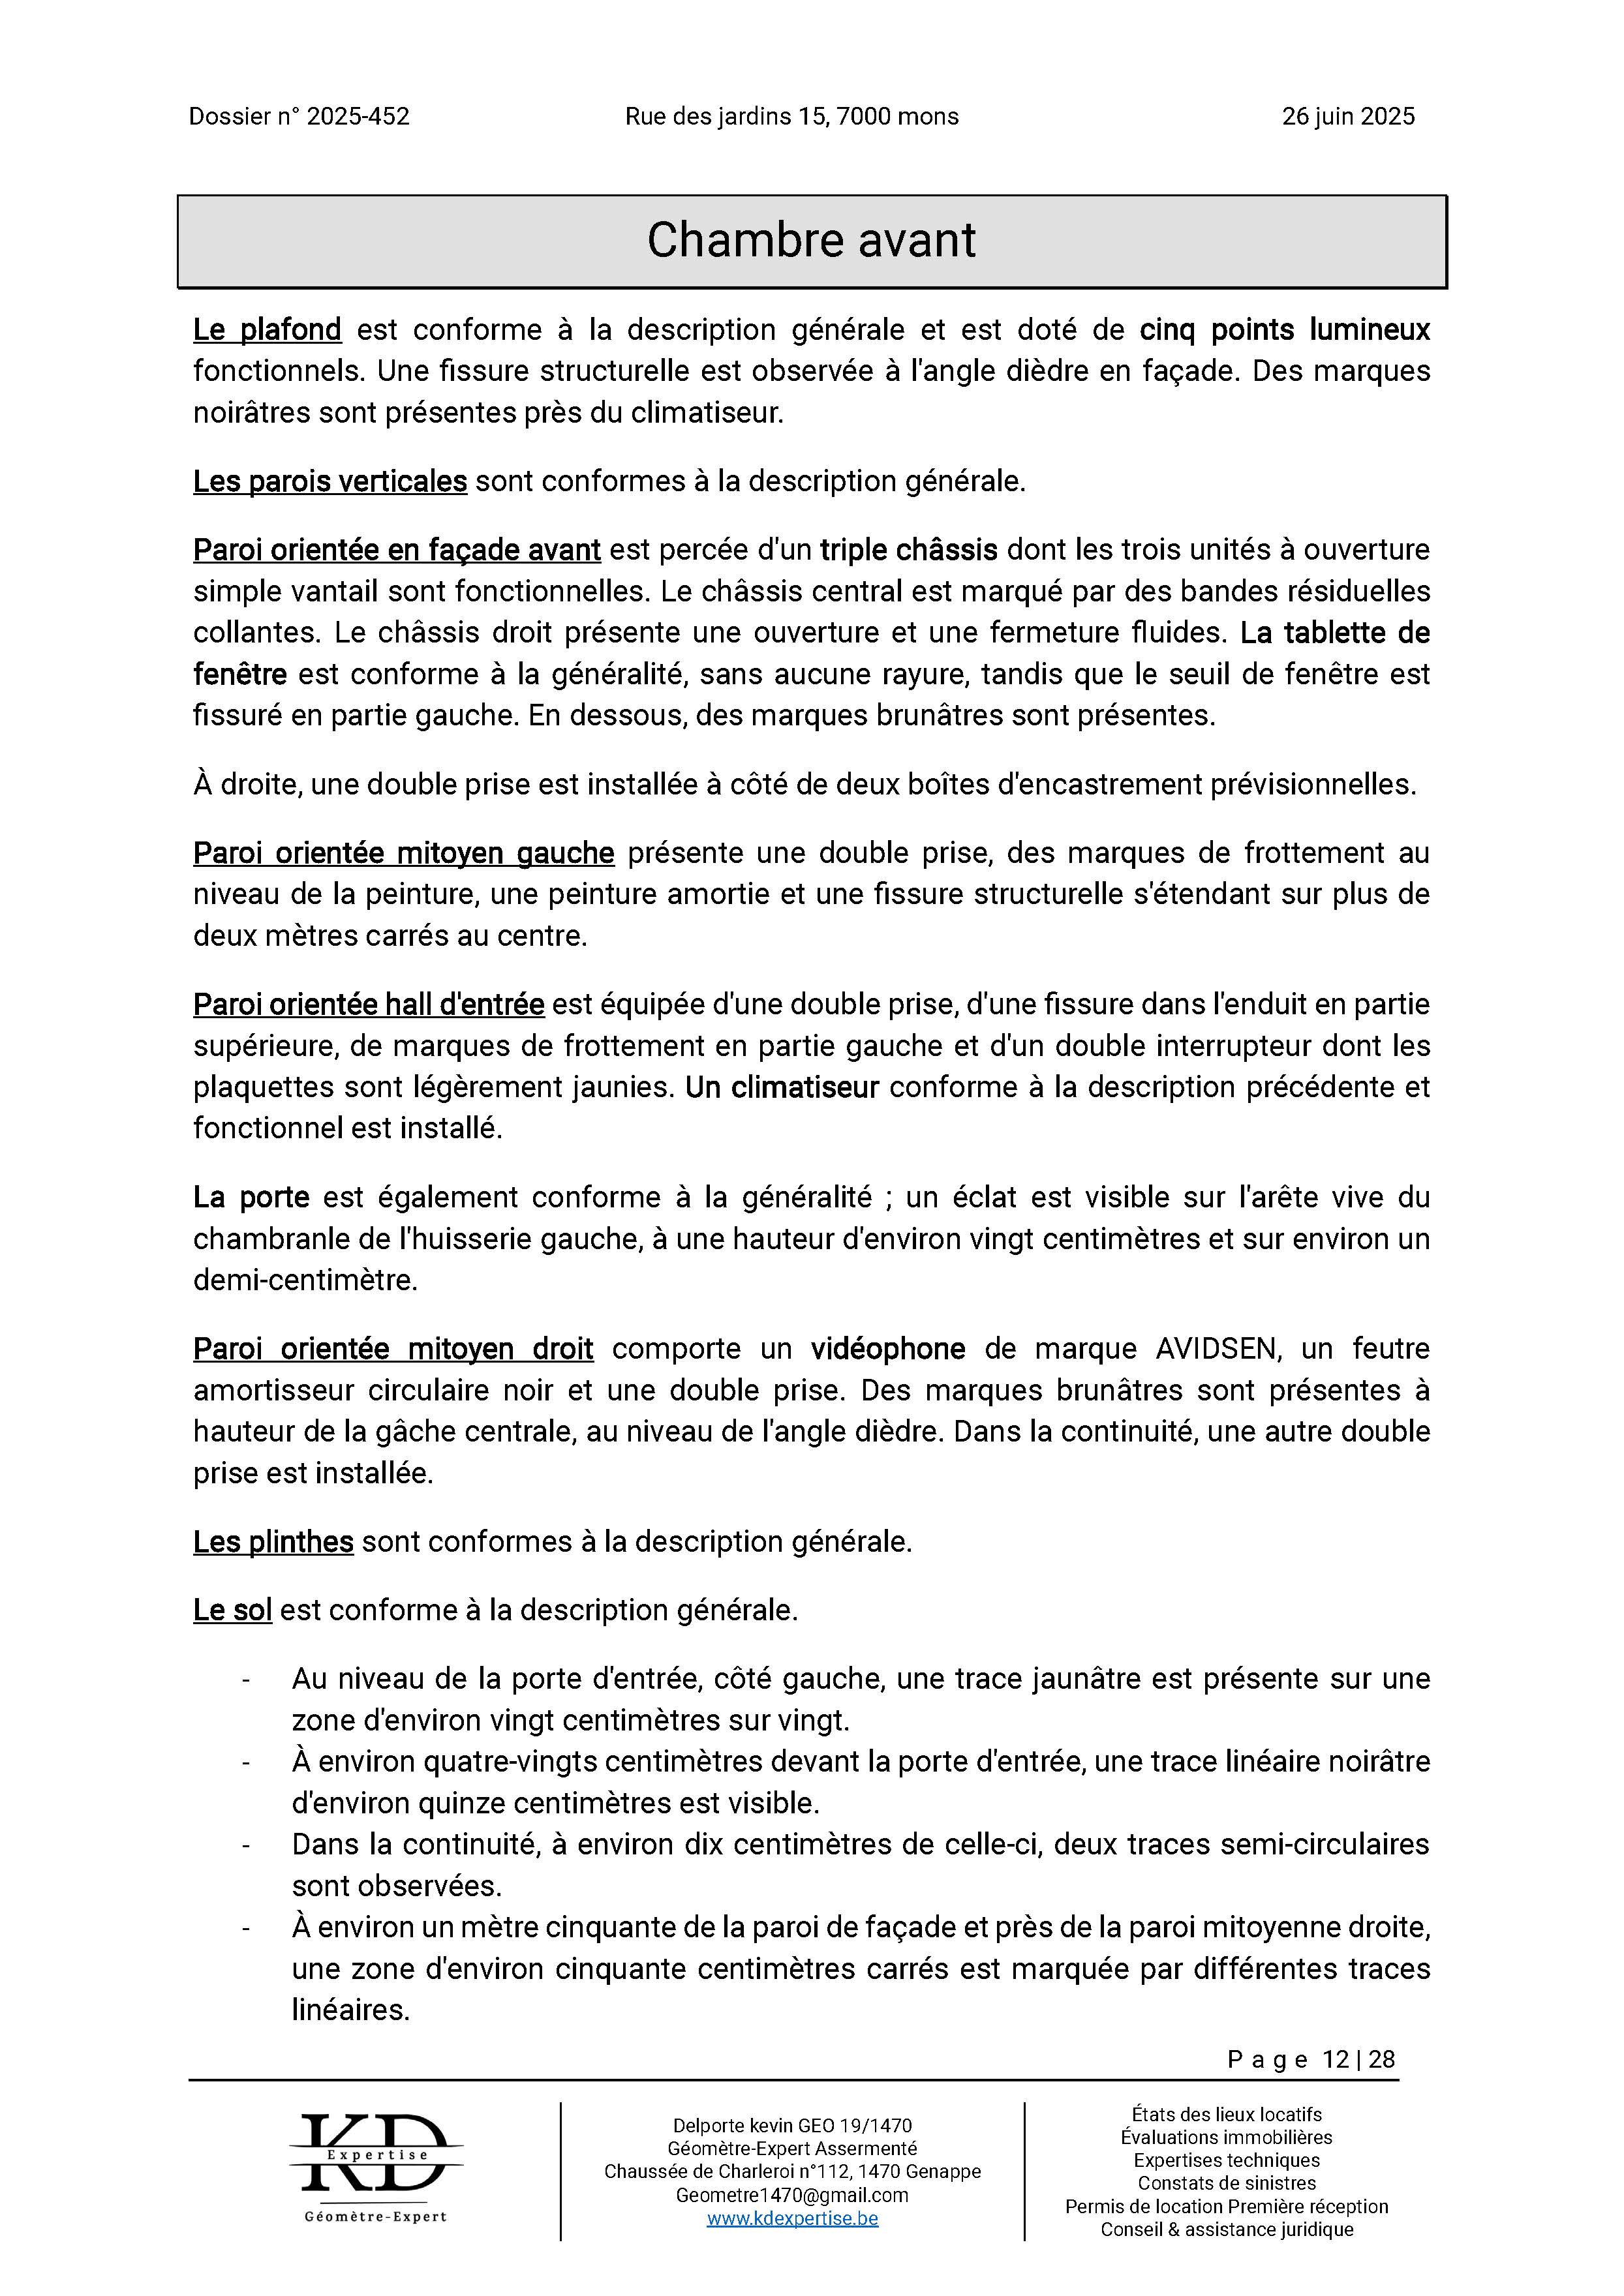 Dossier n° 2025-452 Rue des jardins 15, 7000 mons 26 juin 2025
Chambre avant
Le plafond est conforme à la description générale et est doté de cinq points lumineux
fonctionnels. Une fissure structurelle est observée à l'angle dièdre en façade. Des marques
noirâtres sont présentes près du climatiseur.
Les parois verticales sont conformes à la description générale.
Paroi orientée en façade avant est percée d'un triple châssis dont les trois unités à ouverture
simple vantail sont fonctionnelles. Le châssis central est marqué par des bandes résiduelles
collantes. Le châssis droit présente une ouverture et une fermeture fluides. La tablette de
fenêtre est conforme à la généralité, sans aucune rayure, tandis que le seuil de fenêtre est
fissuré en partie gauche. En dessous, des marques brunâtres sont présentes.
À droite, une double prise est installée à côté de deux boîtes d'encastrement prévisionnelles.
Paroi orientée mitoyen gauche présente une double prise, des marques de frottement au
niveau de la peinture, une peinture amortie et une fissure structurelle s'étendant sur plus de
deux mètres carrés au centre.
Paroi orientée hall d'entrée est équipée d'une double prise, d'une fissure dans l'enduit en partie
supérieure, de marques de frottement en partie gauche et d'un double interrupteur dont les
plaquettes sont légèrement jaunies. Un climatiseur conforme à la description précédente et
fonctionnel est installé.
La porte est également conforme à la généralité ; un éclat est visible sur l'arête vive du
chambranle de l'huisserie gauche, à une hauteur d'environ vingt centimètres et sur environ un
demi-centimètre.
Paroi orientée mitoyen droit comporte un vidéophone de marque AVIDSEN, un feutre
amortisseur circulaire noir et une double prise. Des marques brunâtres sont présentes à
hauteur de la gâche centrale, au niveau de l'angle dièdre. Dans la continuité, une autre double
prise est installée.
Les plinthes sont conformes à la description générale.
Le sol est conforme à la description générale.
- Au niveau de la porte d'entrée, côté gauche, une trace jaunâtre est présente sur une
zone d'environ vingt centimètres sur vingt.
- À environ quatre-vingts centimètres devant la porte d'entrée, une trace linéaire noirâtre
d'environ quinze centimètres est visible.
- Dans la continuité, à environ dix centimètres de celle-ci, deux traces semi-circulaires
sont observées.
- À environ un mètre cinquante de la paroi de façade et près de la paroi mitoyenne droite,
une zone d'environ cinquante centimètres carrés est marquée par différentes traces
linéaires.
Page 12 | 28
KD
Expertise
Géomètre-Expert
Delporte kevin GEO 19/1470
Géomètre-Expert Assermenté
Chaussée de Charleroi n°112, 1470 Genappe
Geometre1470@gmail.com
www.kdexpertise.be
États des lieux locatifs
Évaluations immobilières
Expertises techniques
Constats de sinistres
Permis de location Première réception
Conseil & assistance juridique